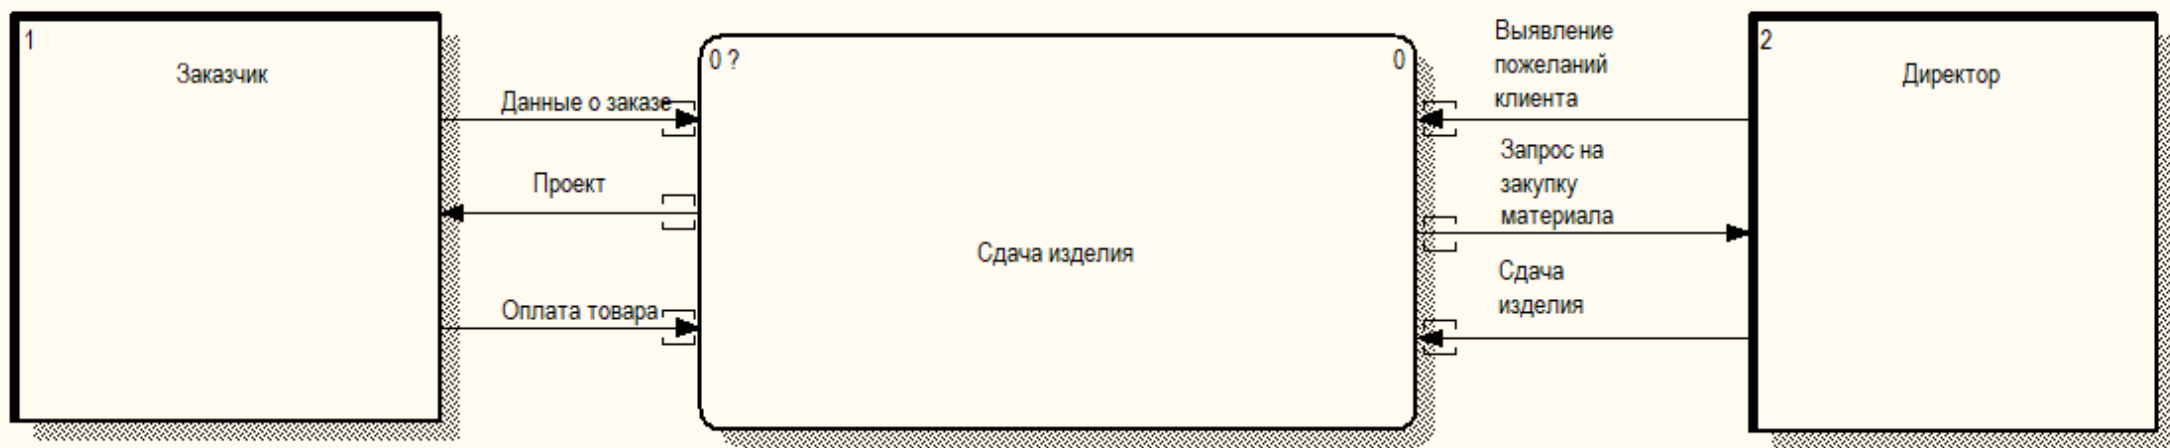 1
Заказчик
Данные о заказе
Проект
Оплата товара
0 ?
0
Сдача изделия
Выявление
пожеланий
клиента
Запрос на
закупку
материала
Сдача
изделия
2
Директор